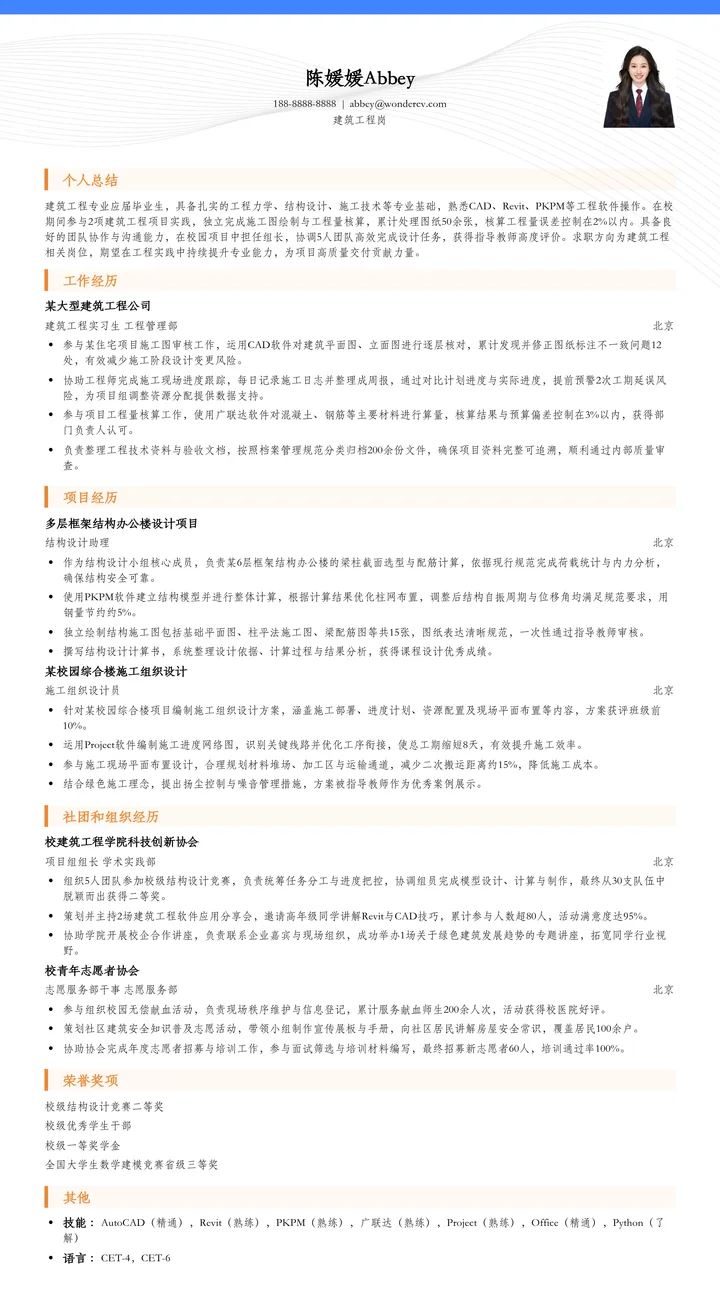 陈媛媛Abbey
188-8888-8888 | abbey@wondercv.com
建筑工程岗
个人总结
建筑工程专业应届毕业生，具备扎实的工程力学、结构设计、施工技术等专业基础，熟悉CAD、Revit、PKPM等工程软件操作。在校
期间参与2项建筑工程项目实践，独立完成施工图绘制与工程量核算，累计处理图纸50余张，核算工程量误差控制在2%以内。具备良
好的团队协作与沟通能力，在校园项目中担任组长，协调5人团队高效完成设计任务，获得指导教师高度评价。求职方向为建筑工程
相关岗位，期望在工程实践中持续提升专业能力，为项目高质量交付贡献力量。
工作经历
某大型建筑工程公司
建筑工程实习生 工程管理部 北京
• 参与某住宅项目施工图审核工作，运用CAD软件对建筑平面图、立面图进行逐层核对，累计发现并修正图纸标注不一致问题12
处，有效减少施工阶段设计变更风险。
• 协助工程师完成施工现场进度跟踪，每日记录施工日志并整理成周报，通过对比计划进度与实际进度，提前预警2次工期延误风
险，为项目组调整资源分配提供数据支持。
• 参与项目工程量核算工作，使用广联达软件对混凝土、钢筋等主要材料进行算量，核算结果与预算偏差控制在3%以内，获得部
门负责人认可。
• 负责整理工程技术资料与验收文档，按照档案管理规范分类归档200余份文件，确保项目资料完整可追溯，顺利通过内部质量审
查。
项目经历
多层框架结构办公楼设计项目
结构设计助理 北京
• 作为结构设计小组核心成员，负责某6层框架结构办公楼的梁柱截面选型与配筋计算，依据现行规范完成荷载统计与内力分析，
确保结构安全可靠。
• 使用PKPM软件建立结构模型并进行整体计算，根据计算结果优化柱网布置，调整后结构自振周期与位移角均满足规范要求，用
钢量节约约5%。
• 独立绘制结构施工图包括基础平面图、柱平法施工图、梁配筋图等共15张，图纸表达清晰规范，一次性通过指导教师审核。
• 撰写结构设计计算书，系统整理设计依据、计算过程与结果分析，获得课程设计优秀成绩。
某校园综合楼施工组织设计
施工组织设计员 北京
• 针对某校园综合楼项目编制施工组织设计方案，涵盖施工部署、进度计划、资源配置及现场平面布置等内容，方案获评班级前
10%。
• 运用Project软件编制施工进度网络图，识别关键线路并优化工序衔接，使总工期缩短8天，有效提升施工效率。
• 参与施工现场平面布置设计，合理规划材料堆场、加工区与运输通道，减少二次搬运距离约15%，降低施工成本。
• 结合绿色施工理念，提出扬尘控制与噪音管理措施，方案被指导教师作为优秀案例展示。
社团和组织经历
校建筑工程学院科技创新协会
项目组组长 学术实践部 北京
• 组织5人团队参加校级结构设计竞赛，负责统筹任务分工与进度把控，协调组员完成模型设计、计算与制作，最终从30支队伍中
脱颖而出获得二等奖。
• 策划并主持2场建筑工程软件应用分享会，邀请高年级同学讲解Revit与CAD技巧，累计参与人数超80人，活动满意度达95%。
• 协助学院开展校企合作讲座，负责联系企业嘉宾与现场组织，成功举办1场关于绿色建筑发展趋势的专题讲座，拓宽同学行业视
野。
校青年志愿者协会
志愿服务部干事 志愿服务部 北京
• 参与组织校园无偿献血活动，负责现场秩序维护与信息登记，累计服务献血师生200余人次，活动获得校医院好评。
• 策划社区建筑安全知识普及志愿活动，带领小组制作宣传展板与手册，向社区居民讲解房屋安全常识，覆盖居民100余户。
• 协助协会完成年度志愿者招募与培训工作，参与面试筛选与培训材料编写，最终招募新志愿者60人，培训通过率100%。
荣誉奖项
校级结构设计竞赛二等奖
校级优秀学生干部
校级一等奖学金
全国大学生数学建模竞赛省级三等奖
其他
• 技能：AutoCAD（精通），Revit（熟练），PKPM（熟练），广联达（熟练），Project（熟练），Office（精通），Python（了
解）
• 语言：CET-4，CET-6